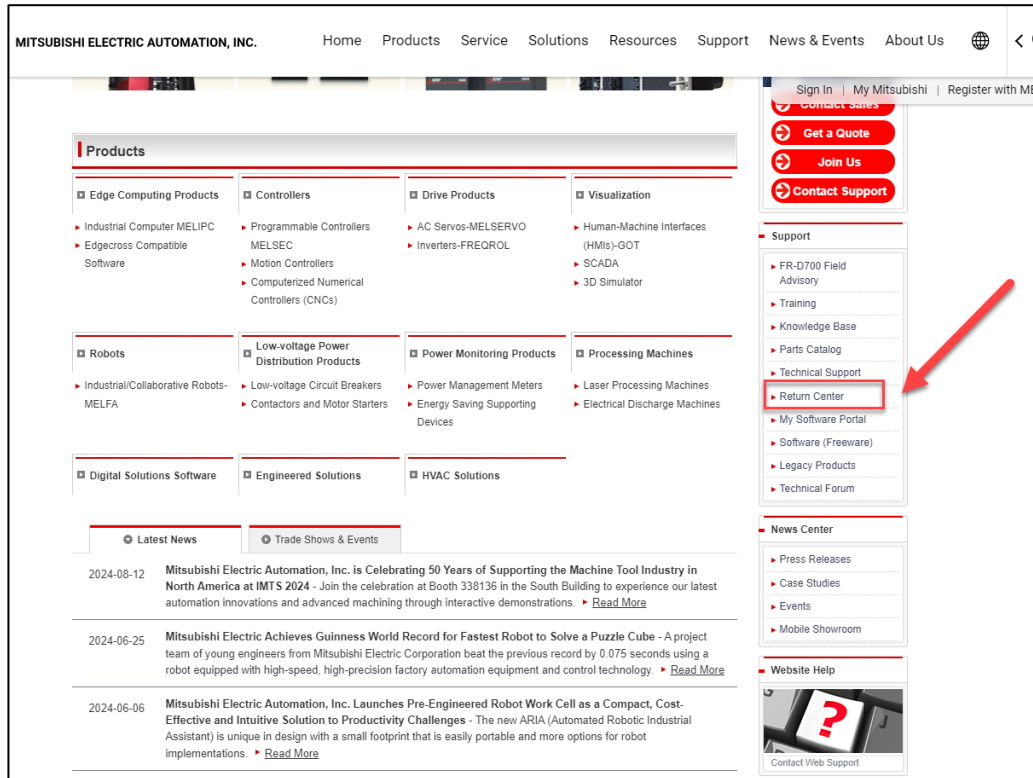 MITSUBISHI ELECTRIC AUTOMATION, INC.
Home Products Service Solutions Resources Support News & Events About Us
Sign In | My Mitsubishi | Register with ME
Contact Sales
Get a Quote
Join Us
Contact Support
Products
Edge Computing Products
Industrial Computer MELIPC
Edgecross Compatible
Software
Controllers
Programmable Controllers
MELSEC
Motion Controllers
Computerized Numerical
Controllers (CNCs)
Drive Products
AC Servos-MELSERVO
Inverters-FREQROL
Visualization
Human-Machine Interfaces
(HMIs)-GOT
SCADA
3D Simulator
Robots
Industrial/Collaborative Robots-
MELFA
Low-voltage Power
Distribution Products
Low-voltage Circuit Breakers
Contactors and Motor Starters
Power Monitoring Products
Power Management Meters
Energy Saving Supporting
Devices
Processing Machines
Laser Processing Machines
Electrical Discharge Machines
Digital Solutions Software
Engineered Solutions
HVAC Solutions
Latest News
Trade Shows & Events
2024-08-12 Mitsubishi Electric Automation, Inc. is Celebrating 50 Years of Supporting the Machine Tool Industry in
North America at IMTS 2024 - Join the celebration at Booth 338136 in the South Building to experience our latest
automation innovations and advanced machining through interactive demonstrations. Read More
2024-06-25 Mitsubishi Electric Achieves Guinness World Record for Fastest Robot to Solve a Puzzle Cube - A project
team of young engineers from Mitsubishi Electric Corporation beat the previous record by 0.075 seconds using a
robot equipped with high-speed, high-precision factory automation equipment and control technology. Read More
2024-06-06 Mitsubishi Electric Automation, Inc. Launches Pre-Engineered Robot Work Cell as a Compact, Cost-
Effective and Intuitive Solution to Productivity Challenges - The new ARIA (Automated Robotic Industrial
Assistant) is unique in design with a small footprint that is easily portable and more options for robot
implementations. Read More
Support
FR-D700 Field
Advisory
Training
Knowledge Base
Parts Catalog
Technical Support
Return Center
My Software Portal
Software (Freeware)
Legacy Products
Technical Forum
News Center
Press Releases
Case Studies
Events
Mobile Showroom
Website Help
G
?
J
Contact Web Support